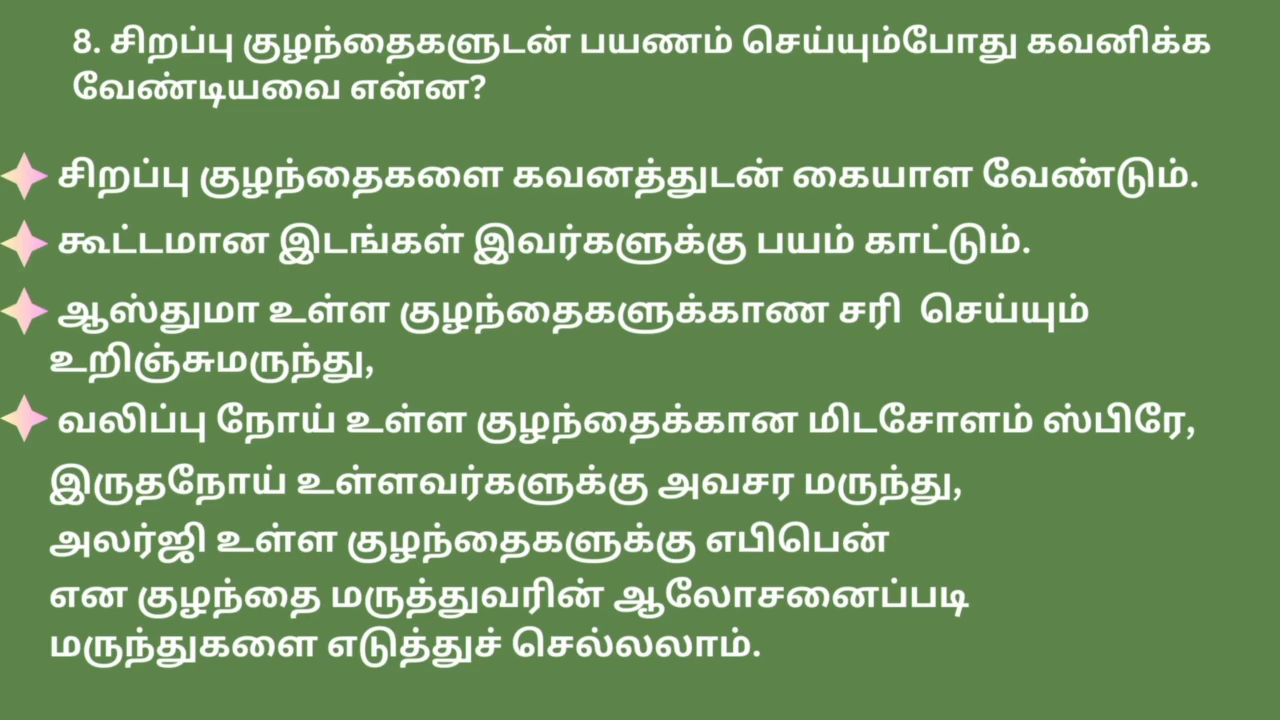 8. சிறப்பு குழந்தைகளுடன் பயணம் செய்யும்போது கவனிக்க
வேண்டியவை என்ன?
சிறப்பு குழந்தைகளை கவனத்துடன் கையாள வேண்டும்.
கூட்டமான இடங்கள் இவர்களுக்கு பயம் காட்டும்.
ஆஸ்துமா உள்ள குழந்தைகளுக்காண சரி செய்யும்
உறிஞ்சுமருந்து,
வலிப்பு நோய் உள்ள குழந்தைக்கான மிடசோளம் ஸ்பிரே,
இருதநோய் உள்ளவர்களுக்கு அவசர மருந்து,
அலர்ஜி உள்ள குழந்தைகளுக்கு எபிபென்
என குழந்தை மருத்துவரின் ஆலோசனைப்படி
மருந்துகளை எடுத்துச் செல்லலாம்.